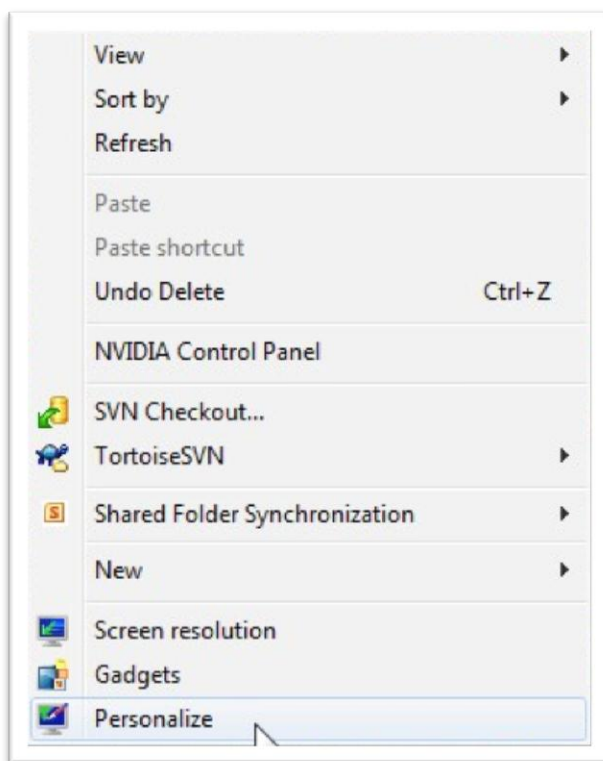 View
Sort by
Refresh
Paste
Paste shortcut
Undo Delete Ctrl+Z
NVIDIA Control Panel
SVN Checkout...
TortoiseSVN
Shared Folder Synchronization
New
Screen resolution
Gadgets
Personalize